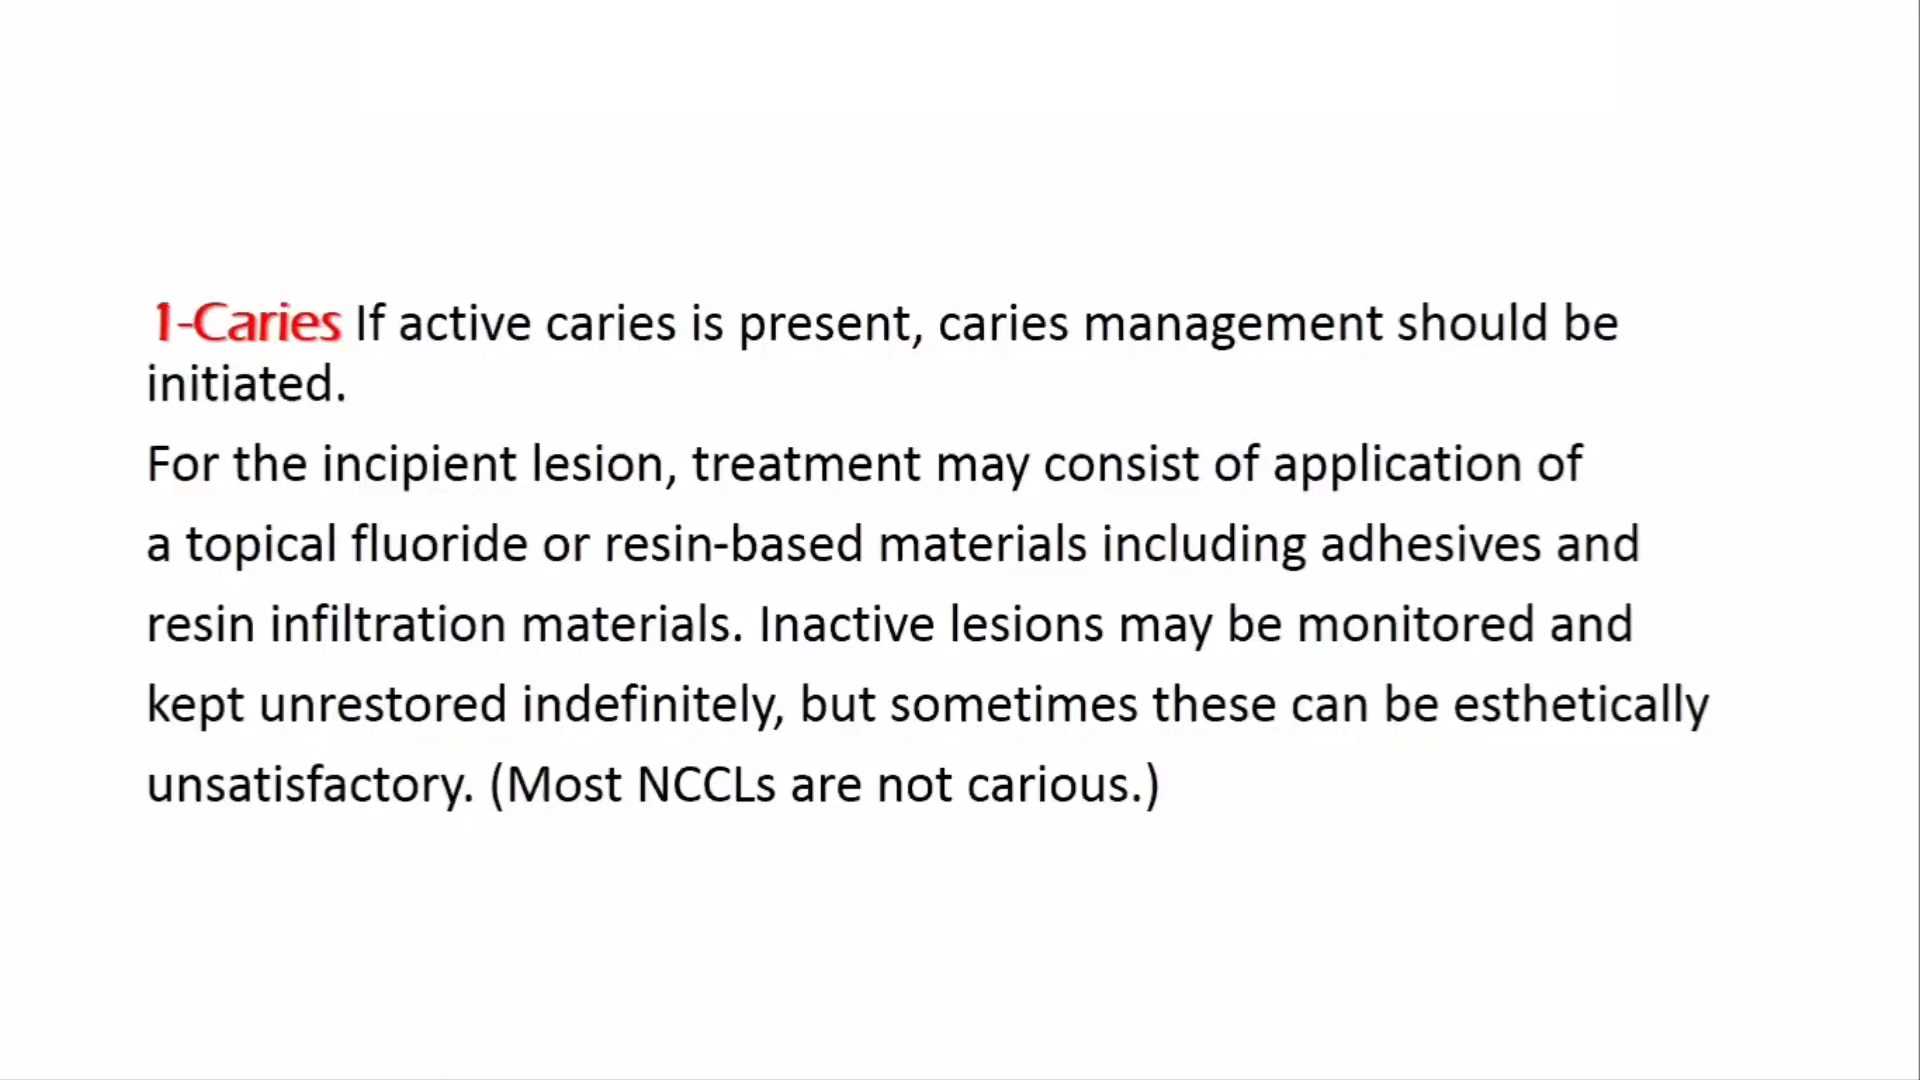 1-Caries If active caries is present, caries management should be
initiated.
For the incipient lesion, treatment may consist of application of
a topical fluoride or resin-based materials including adhesives and
resin infiltration materials. Inactive lesions may be monitored and
kept unrestored indefinitely, but sometimes these can be esthetically
unsatisfactory. (Most NCCLs are not carious.)